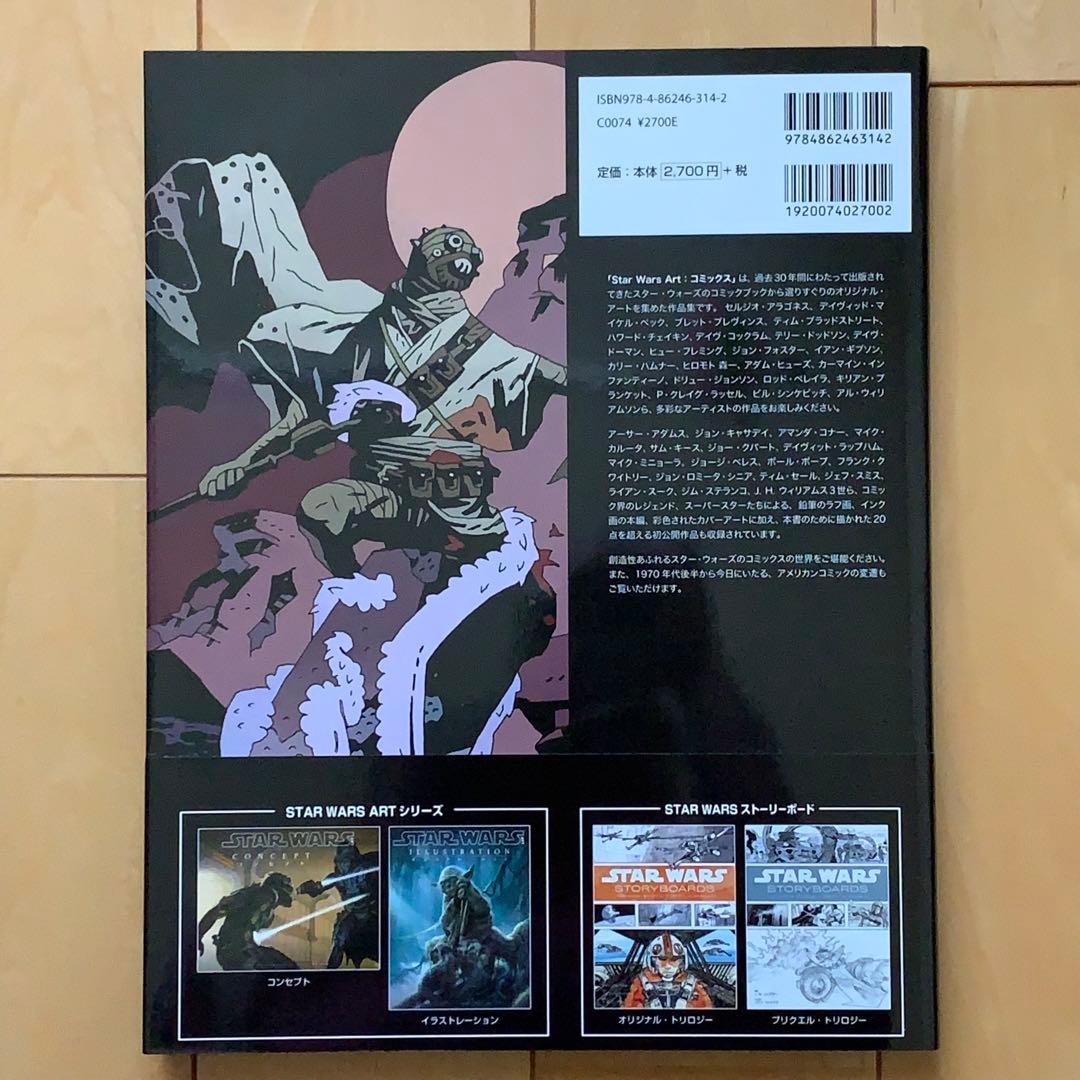 ISBN978-4-86246-314-2
C0074 ¥2700E
定価：本体 2,700円 + 税
9784862463142
1920074027002
「Star Wars Art：コミックス」は、過去30年間にわたって出版され
てきたスター・ウォーズのコミックブックから選りすぐりのオリジナル・
アートを集めた作品集です。セルジオ・アラゴネス、デイヴィッド・マ
イケル・ベック、ブレット・ブレヴィンス、ティム・ブラッドストリート、
ハワード・チェイキン、デイヴ・コックラム、テリー・ドッドソン、デイヴ・
ドーマン、ヒュー・フレミング、ジョン・フォスター、イアン・ギブソン、
カリー・ハムナー、ヒロモト 森一、アダム・ヒューズ、カーマイン・イン
ファンティーノ、ドリュー・ジョンソン、ロッド・ペレイラ、キリアン・プ
ランケット、P・クレイグ・ラッセル、ビル・シンケビッチ、アル・ウィリ
アムソンら、多彩なアーティストの作品をお楽しみください。
アーサー・アダムス、ジョン・キャサデイ、アマンダ・コナー、マイク・
カルータ、サム・キース、ジョー・クバート、デイヴィット・ラップハム、
マイク・ミニョーラ、ジョージ・ペレス、ポール・ポープ、フランク・ク
ワイトリー、ジョン・ロミータ・シニア、ティム・セール、ジェフ・スミス、
ライアン・スーク、ジム・ステランコ、J. H. ウィリアムス3世ら、コミッ
ク界のレジェンド、スーパースターたちによる、鉛筆のラフ画、インク
画の本編、彩色されたカバーアートに加え、本書のために描かれた20
点を超える初公開作品も収録されています。
創造性あふれるスター・ウォーズのコミックスの世界をご堪能ください。
また、1970年代後半から今日にいたる、アメリカンコミックの変遷も
ご覧いただけます。
STAR WARS ARTシリーズ
STAR WARS
CONCEPT
コンセプト
STAR WARS
ILLUSTRATION
イラストレーション
STAR WARSストーリーボード
STAR WARS
STORYBOARDS
オリジナル・トリロジー
STAR WARS
STORYBOARDS
プリクエル・トリロジー